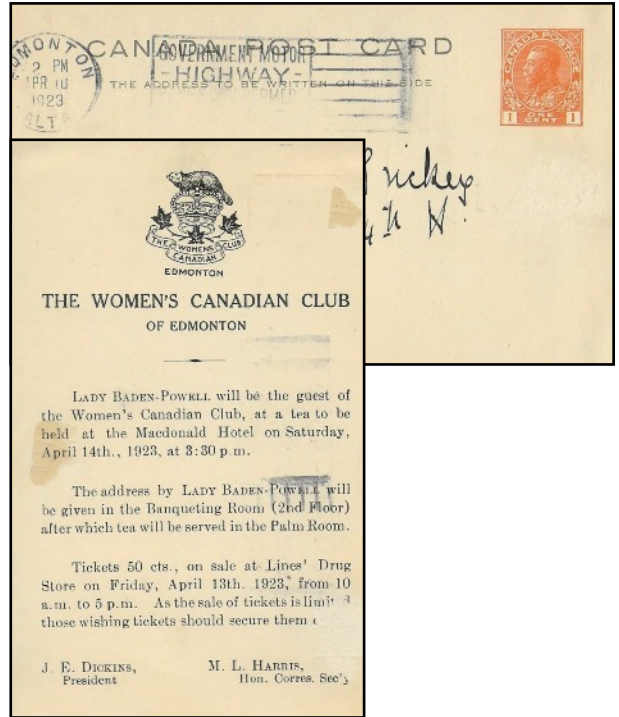 CANADA POST CARD
THE ADDRESS TO BE WRITTEN ON THIS SIDE
EDMONTON
2 PM
APR 10
1923
ALTA
GOVERNMENT MOTOR
-HIGHWAY-
CANADA POSTAGE
1 ONE CENT 1
4th
THE WOMENS CANADIAN CLUB
EDMONTON
THE WOMEN'S CANADIAN CLUB
OF EDMONTON
LADY BADEN-POWELL will be the guest of
the Women's Canadian Club, at a tea to be
held at the Macdonald Hotel on Saturday,
April 14th., 1923, at 3:30 p.m.
The address by LADY BADEN-POWELL will
be given in the Banqueting Room (2nd Floor)
after which tea will be served in the Palm Room.
Tickets 50 cts., on sale at Lines' Drug
Store on Friday, April 13th. 1923, from 10
a.m. to 5 p.m. As the sale of tickets is limited
those wishing tickets should secure them
J. E. DICKINS,
President
M. L. HARRIS,
Hon. Corres. Sec'y